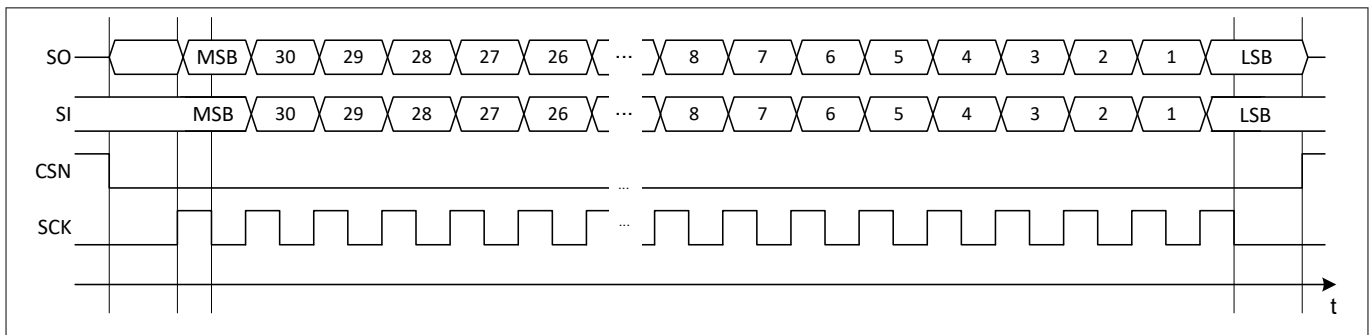 SO MSB 30 29 28 27 26 ... 8 7 6 5 4 3 2 1 LSB
SI MSB 30 29 28 27 26 ... 8 7 6 5 4 3 2 1 LSB
CSN ...
SCK ...
t